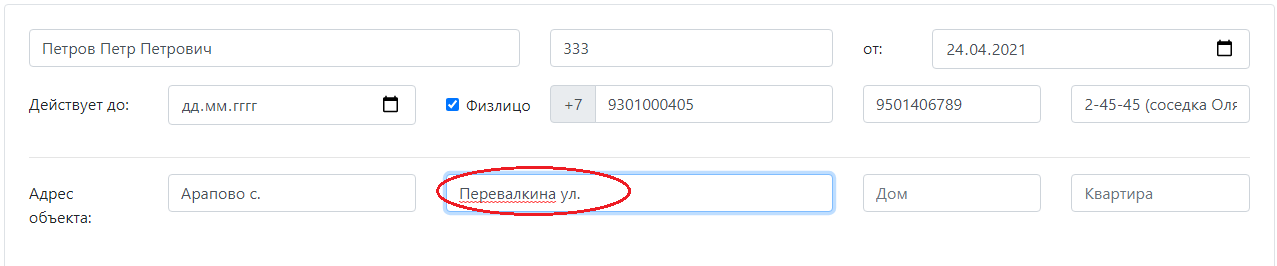 Петров Петр Петрович 333 от: 24.04.2021
Действует до: дд.мм.гггг Физлицо +7 9301000405 9501406789 2-45-45 (соседка Оля
Адрес объекта: Арапово с. Перевалкина ул. Дом Квартира